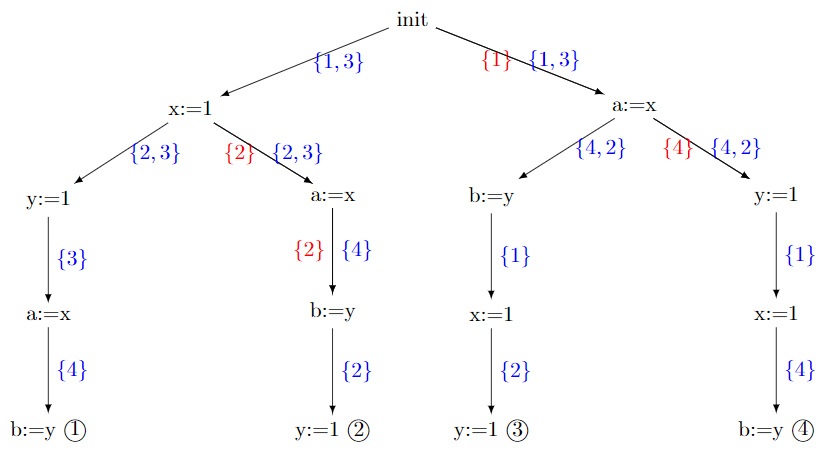 init
{1, 3} {1} {1, 3}
x:=1 a:=x
{2, 3} {2} {2, 3} {4, 2} {4} {4, 2}
y:=1 a:=x b:=y y:=1
{3} {2} {4} {1} {1}
a:=x b:=y x:=1 x:=1
{4} {2} {2} {4}
b:=y ① y:=1 ② y:=1 ③ b:=y ④